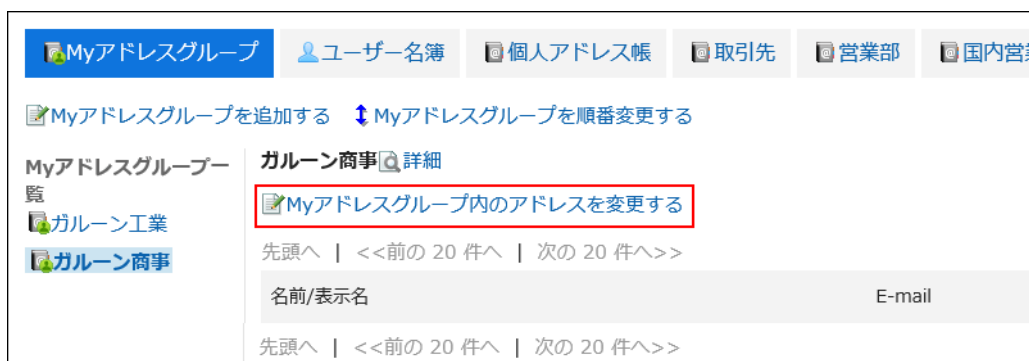 Myアドレスグループ ユーザー名簿 個人アドレス帳 取引先 営業部 国内営
Myアドレスグループを追加する Myアドレスグループを順番変更する
Myアドレスグループ一
覧
ガルーン工業
ガルーン商事
ガルーン商事 詳細
Myアドレスグループ内のアドレスを変更する
先頭へ | <<前の 20 件へ | 次の 20 件へ>>
名前/表示名 E-mail
先頭へ | <<前の 20 件へ | 次の 20 件へ>>